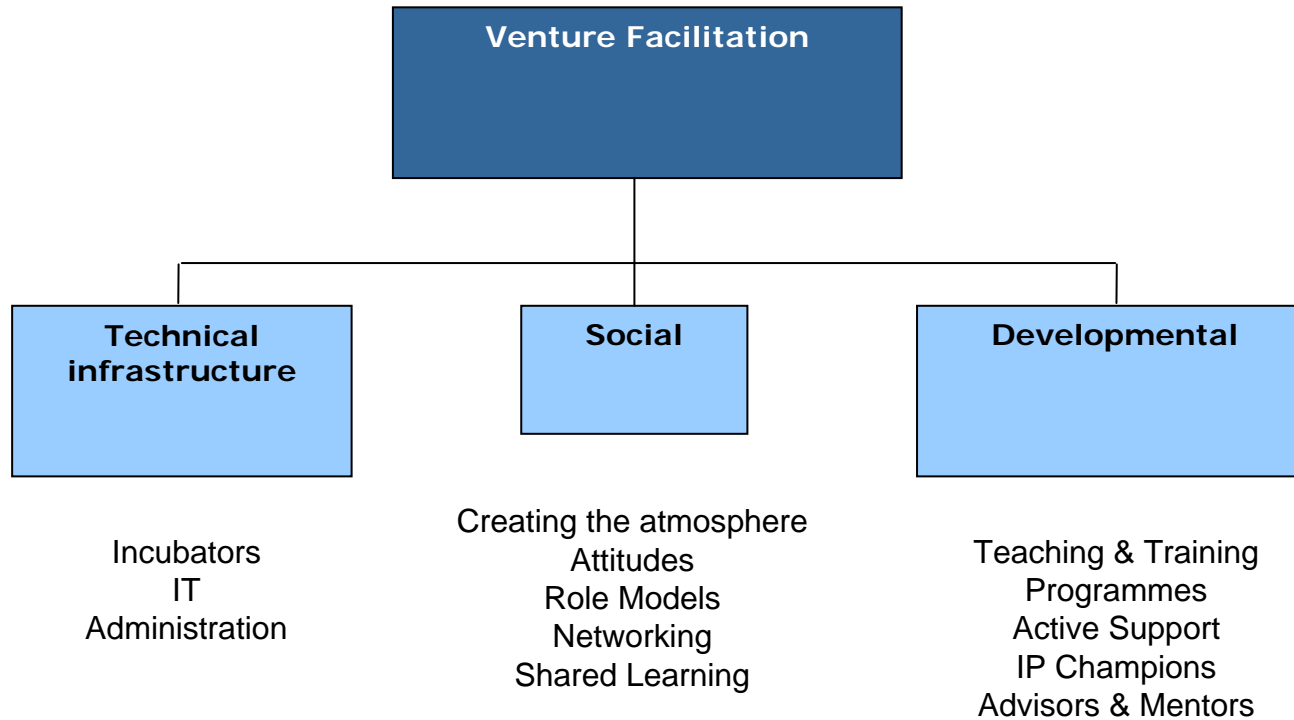 Venture Facilitation
Technical
infrastructure
Social
Developmental
Incubators
IT
Administration
Creating the atmosphere
Attitudes
Role Models
Networking
Shared Learning
Teaching & Training
Programmes
Active Support
IP Champions
Advisors & Mentors